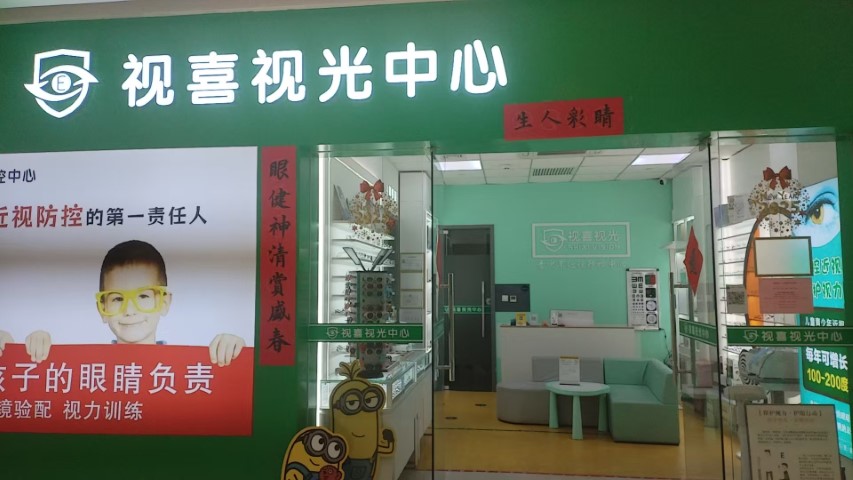 视喜视光中心
E
睛彩人生
控中心
近视防控的第一责任人
孩子的眼睛负责
镜验配 视力训练
眼健神清赏盛春
视喜视光
视喜视光中心
视喜视光中心
每年可增长
100-200度